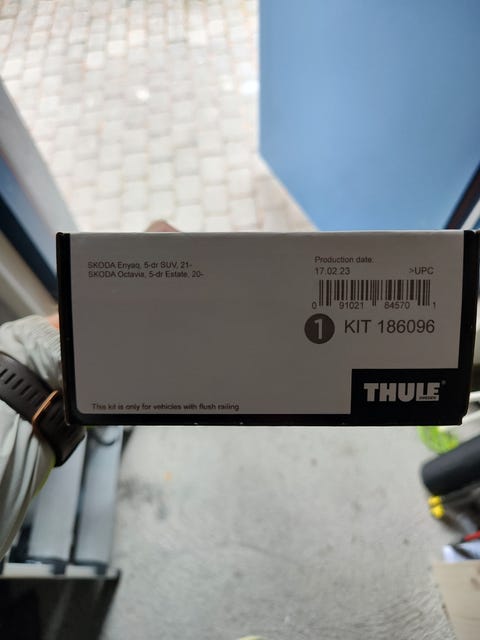 SKODA Enyaq, 5-dr SUV, 21-
SKODA Octavia, 5-dr Estate, 20-
Production date:
17.02.23 >UPC
0 91021 84570 1
1 KIT 186096
THULE®
SWEDEN
This kit is only for vehicles with flush railing